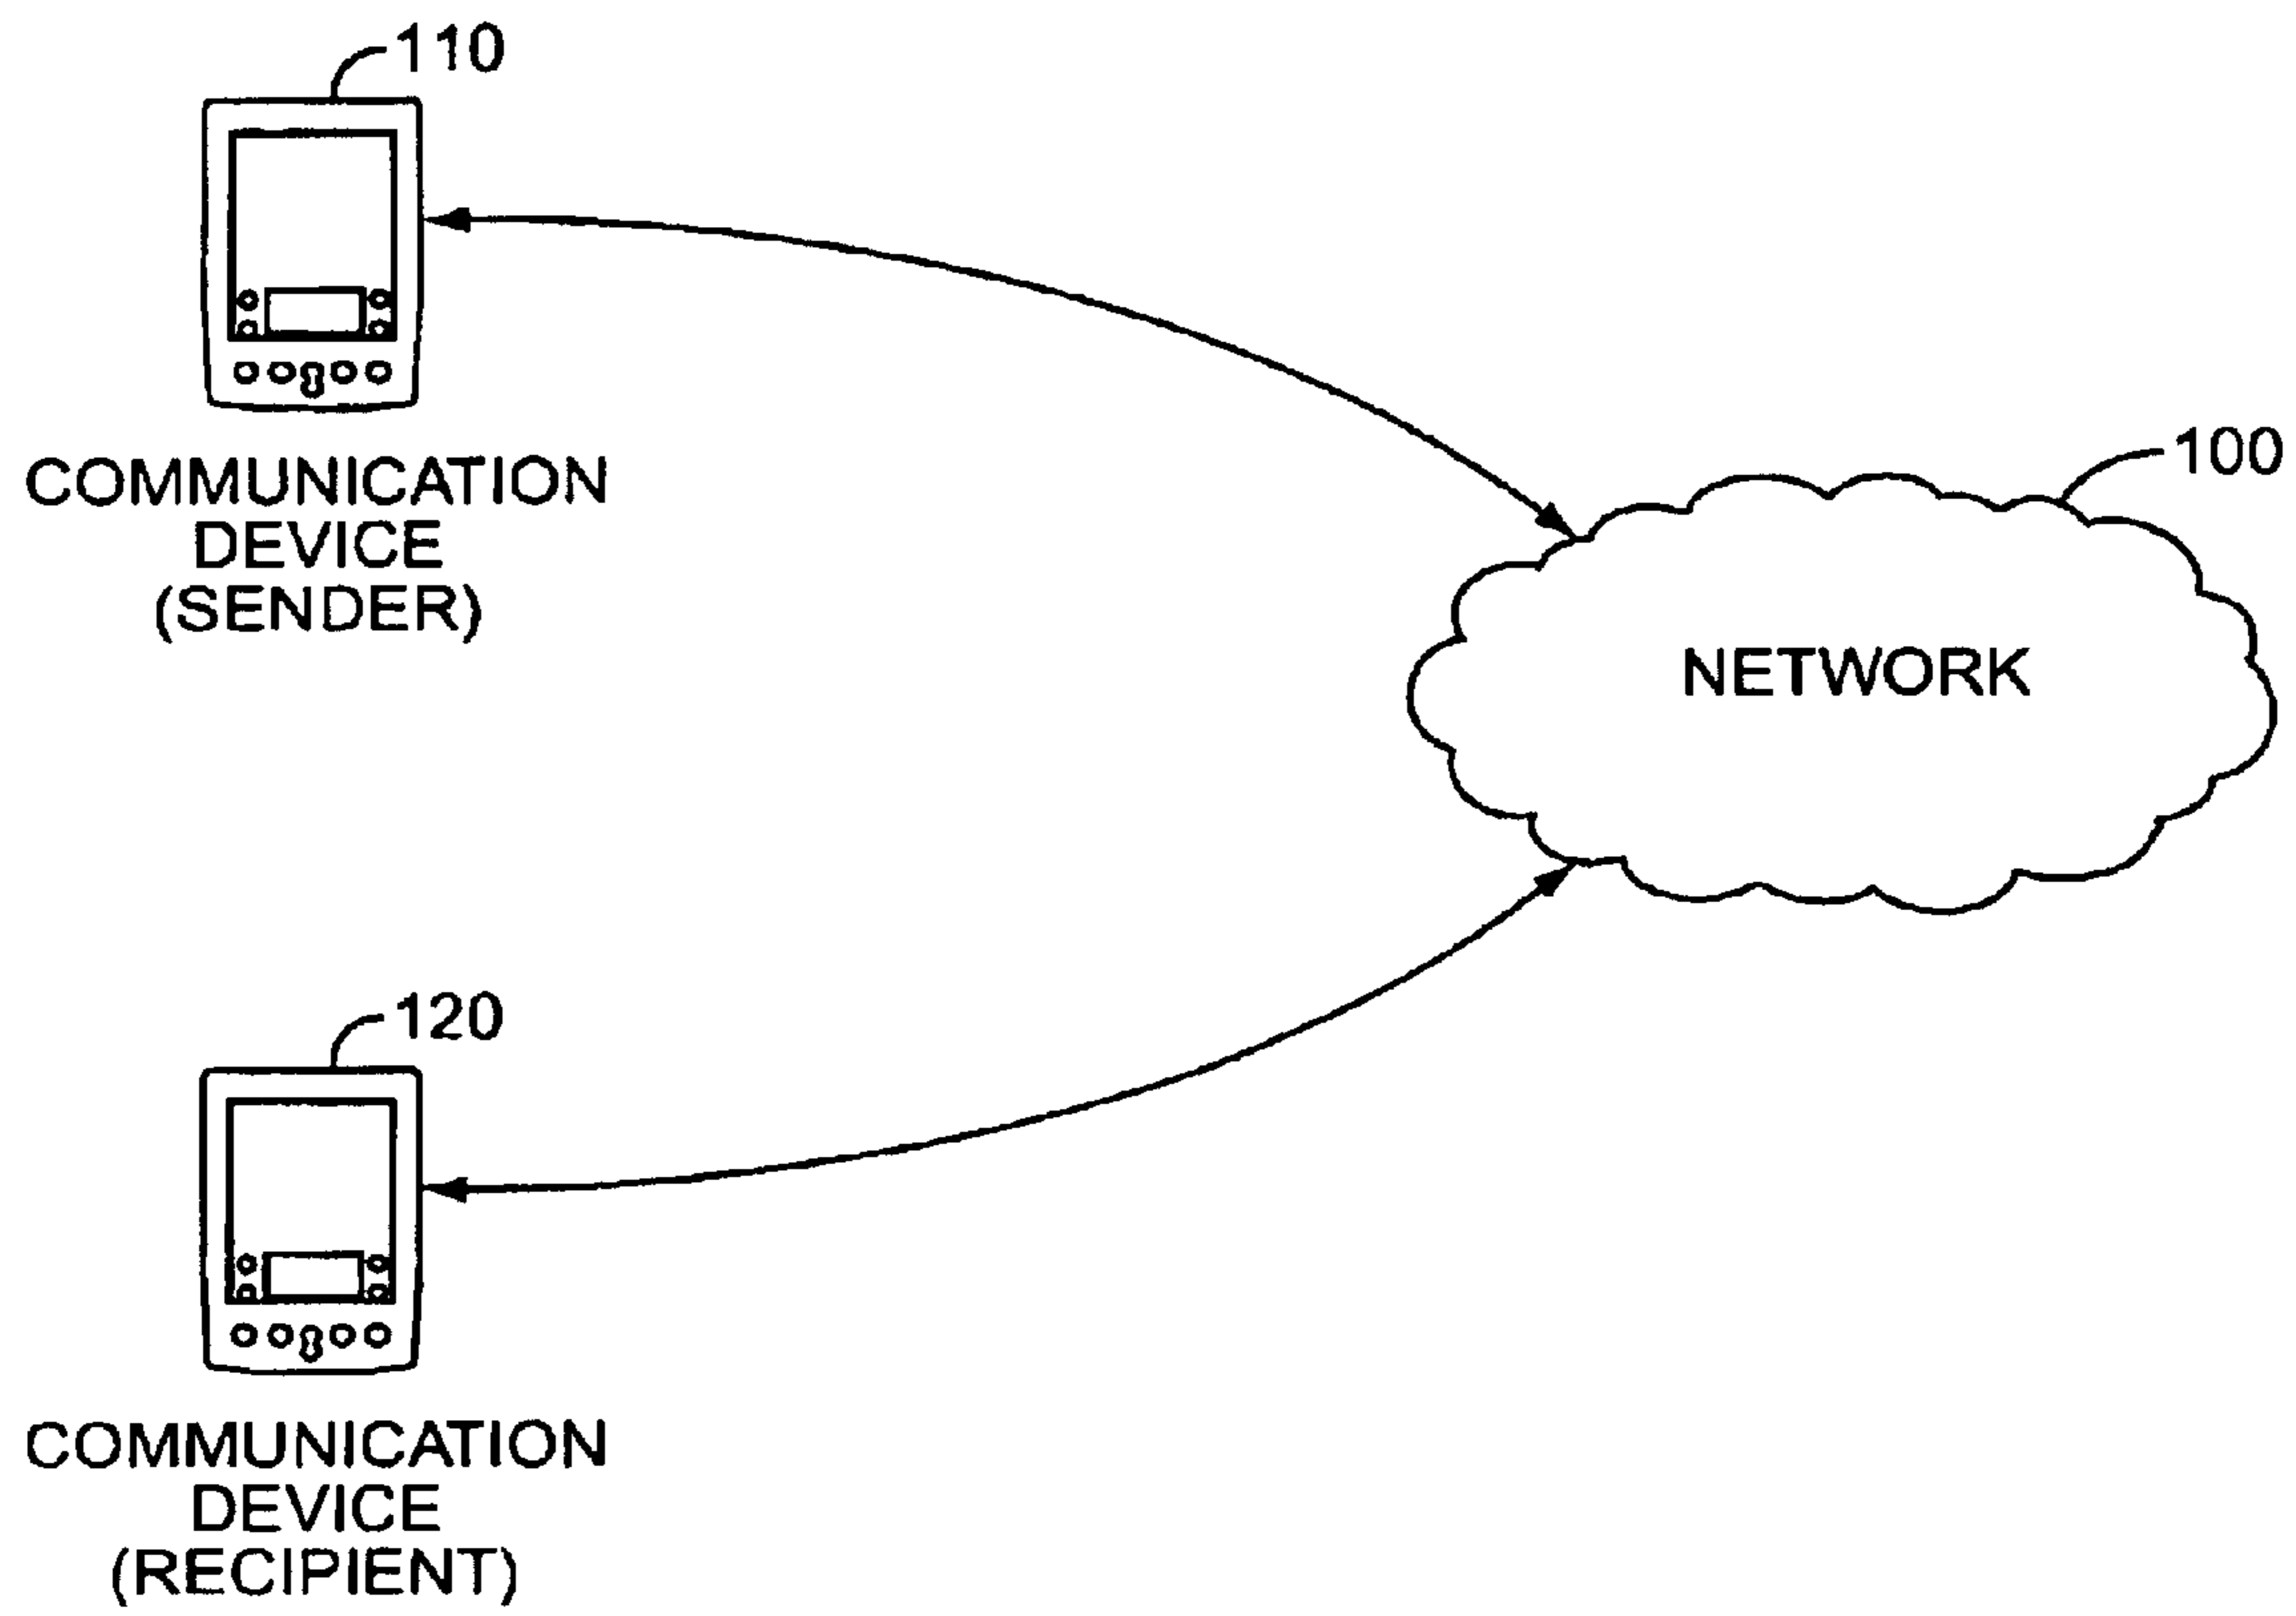 110
COMMUNICATION
DEVICE
(SENDER)
100
NETWORK
120
COMMUNICATION
DEVICE
(RECIPIENT)